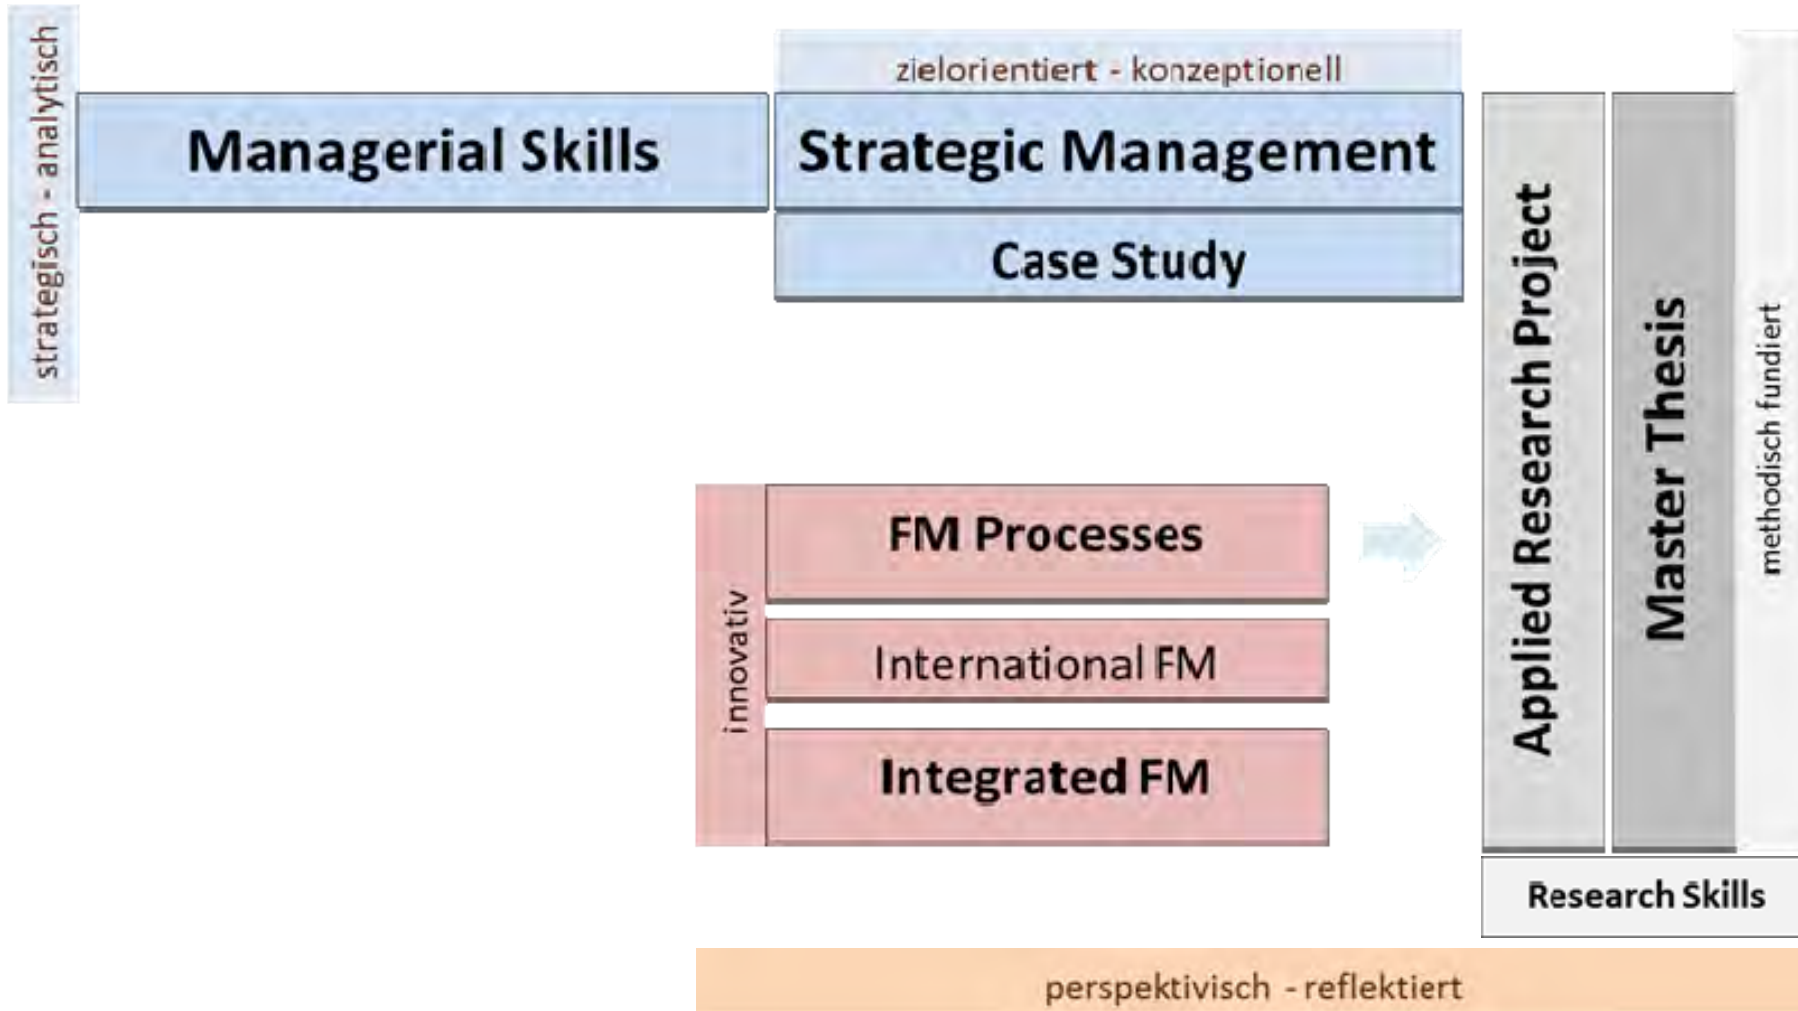 strategisch - analytisch
zielorientiert - konzeptionell
Managerial Skills
Strategic Management
Case Study
Applied Research Project
Master Thesis
methodisch fundiert
innovativ
FM Processes
International FM
Integrated FM
Research Skills
perspektivisch - reflektiert